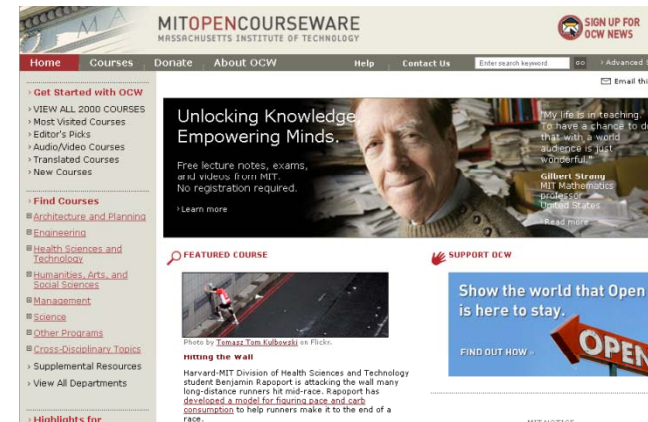 MITOPENCOURSEWARE
MASSACHUSETTS INSTITUTE OF TECHNOLOGY
SIGN UP FOR
OCW NEWS
Home Courses Donate About OCW Help Contact Us Enter search keyword GO › Advanced
Email thi
› Get Started with OCW
› VIEW ALL 2000 COURSES
› Most Visited Courses
› Editor's Picks
› Audio/Video Courses
› Translated Courses
› New Courses
› Find Courses
Architecture and Planning
Engineering
Health Sciences and
Technology
Humanities, Arts, and
Social Sciences
Management
Science
Other Programs
Cross-Disciplinary Topics
› Supplemental Resources
› View All Departments
› Highlights for
Unlocking Knowledge,
Empowering Minds.
Free lecture notes, exams,
and videos from MIT.
No registration required.
› Learn more
"My life is in teaching.
To have a chance to d
that with a world
audience is just
wonderful."
Gilbert Strang
MIT Mathematics
professor
United States
› Read more
FEATURED COURSE
Photo by Tomasz Tom Kulbowski on Flickr.
Hitting the Wall
Harvard-MIT Division of Health Sciences and Technology
student Benjamin Rapoport is attacking the wall many
long-distance runners hit mid-race. Rapoport has
developed a model for figuring pace and carb
consumption to help runners make it to the end of a
race.
SUPPORT OCW
Show the world that Open
is here to stay.
FIND OUT HOW »
OPEN